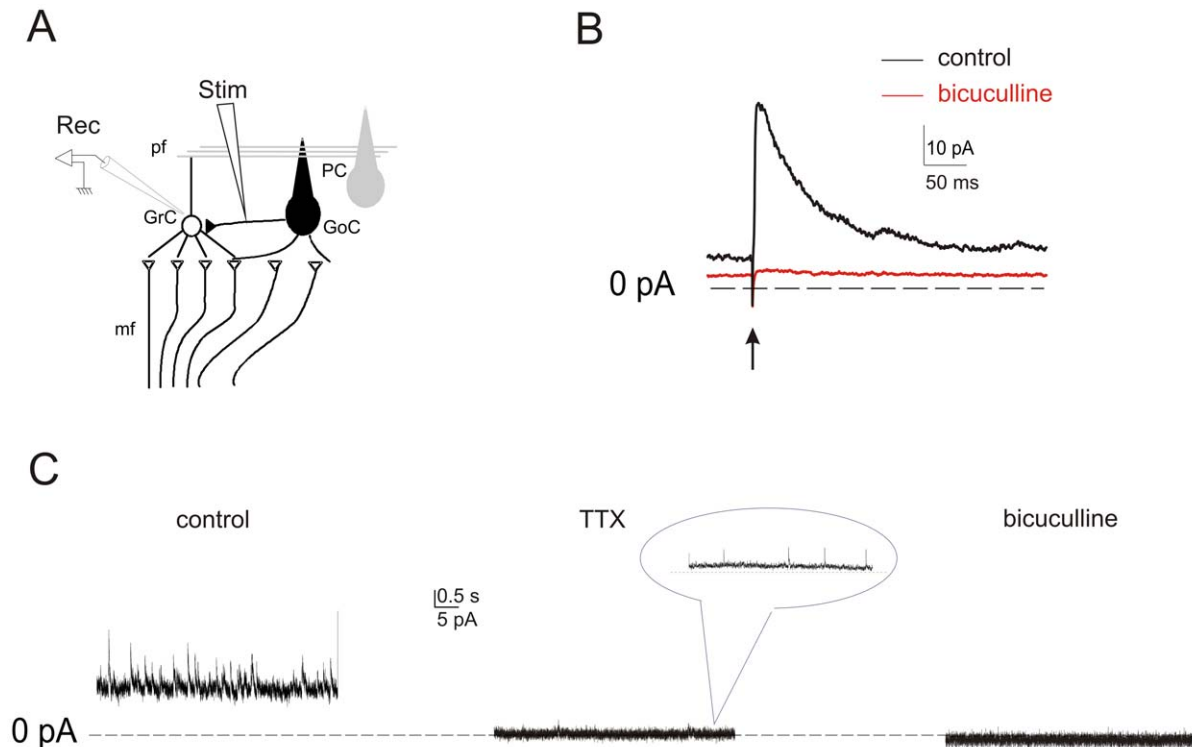 A
Stim
Rec
pf
PC
GrC
GoC
mf
B
control
bicuculline
10 pA
50 ms
0 pA
C
control
TTX
bicuculline
0.5 s
5 pA
0 pA